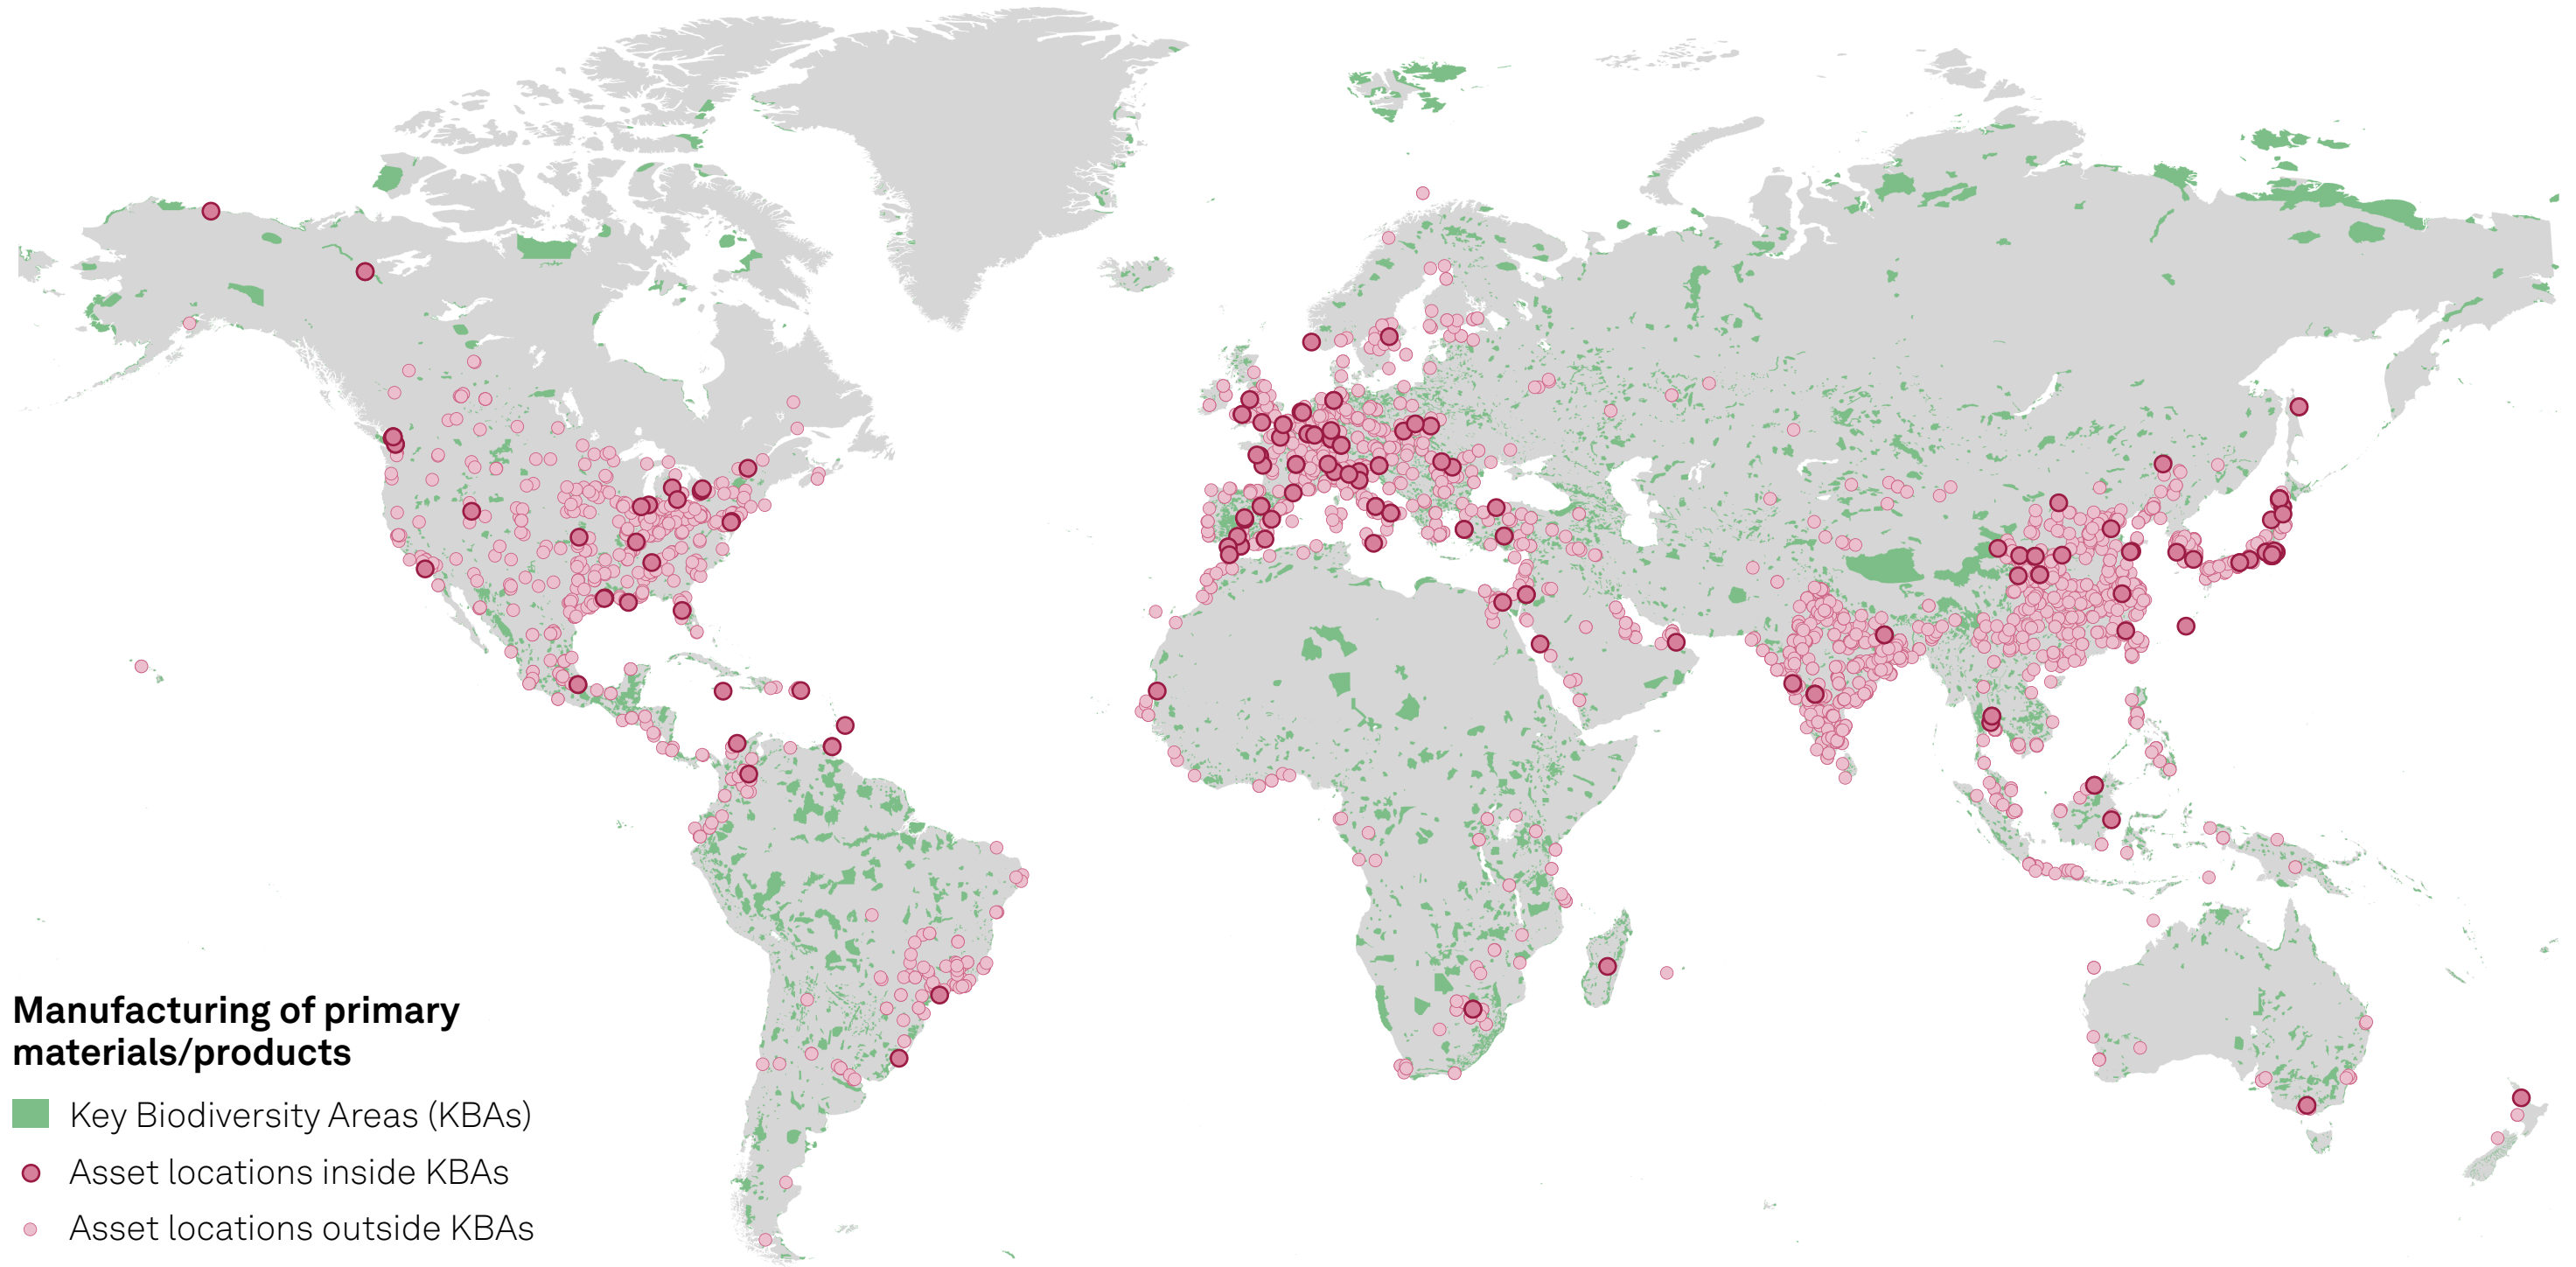 Manufacturing of primary
materials/products
Key Biodiversity Areas (KBAs)
Asset locations inside KBAs
Asset locations outside KBAs